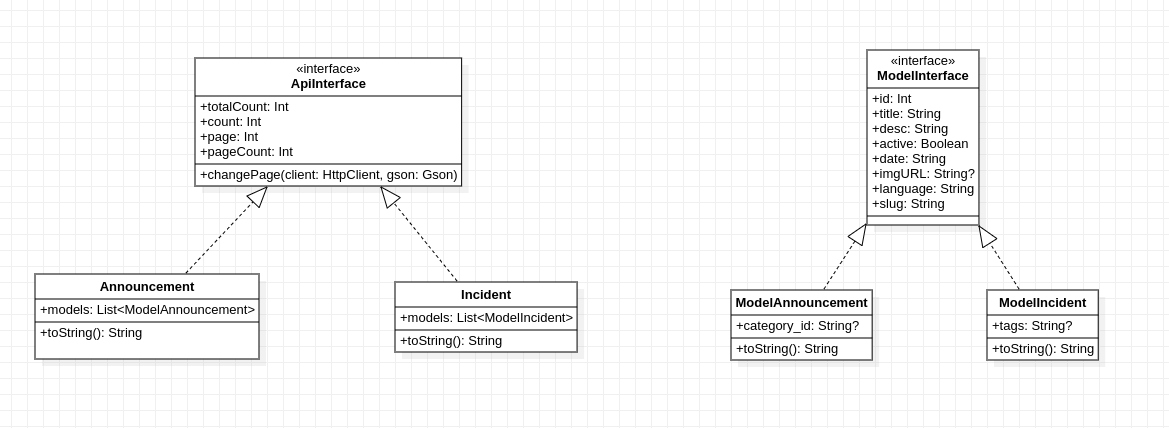 «interface»
ApiInterface
+totalCount: Int
+count: Int
+page: Int
+pageCount: Int
+changePage(client: HttpClient, gson: Gson)
Announcement
+models: List<ModelAnnouncement>
+toString(): String
Incident
+models: List<ModelIncident>
+toString(): String
«interface»
ModelInterface
+id: Int
+title: String
+desc: String
+active: Boolean
+date: String
+imgURL: String?
+language: String
+slug: String
ModelAnnouncement
+category_id: String?
+toString(): String
ModelIncident
+tags: String?
+toString(): String